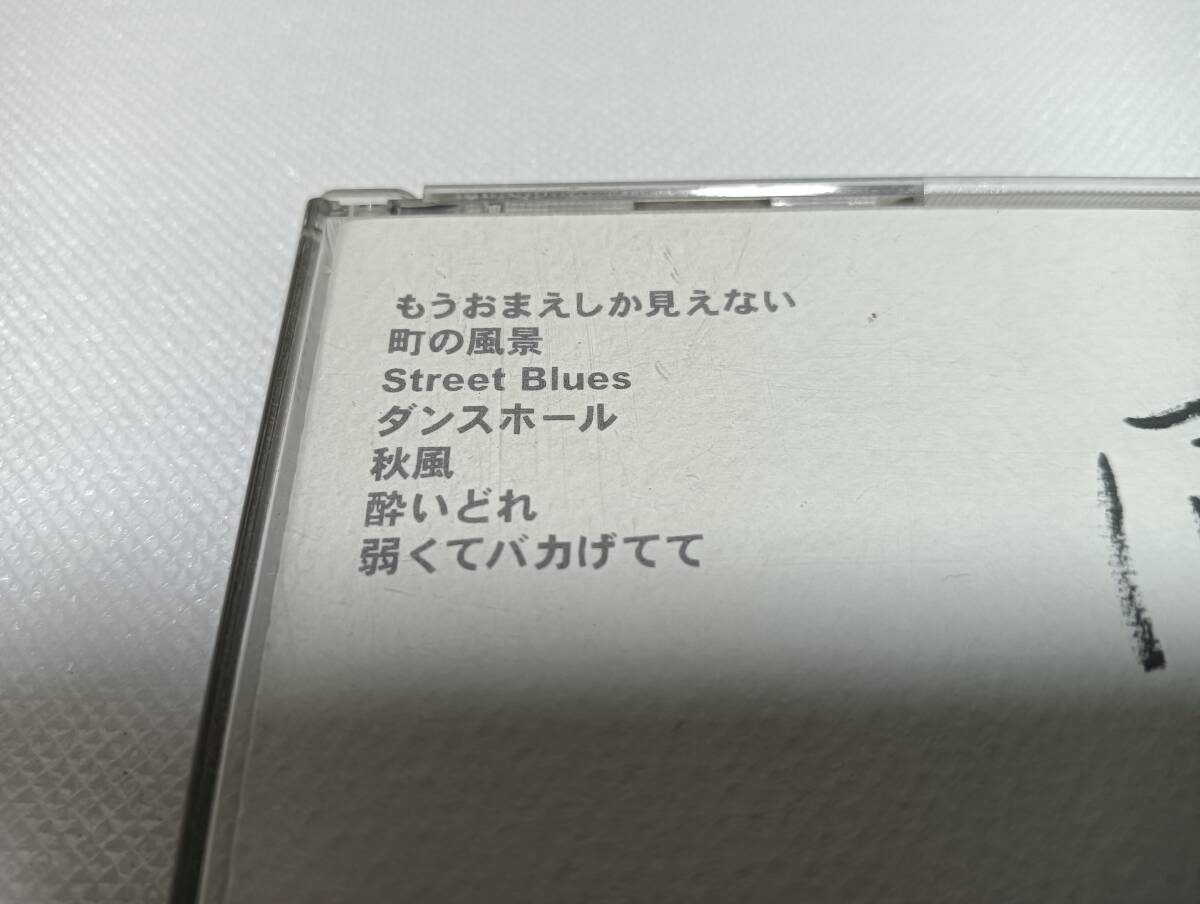 もうおまえしか見えない
町の風景
Street Blues
ダンスホール
秋風
酔いどれ
弱くてバカげてて